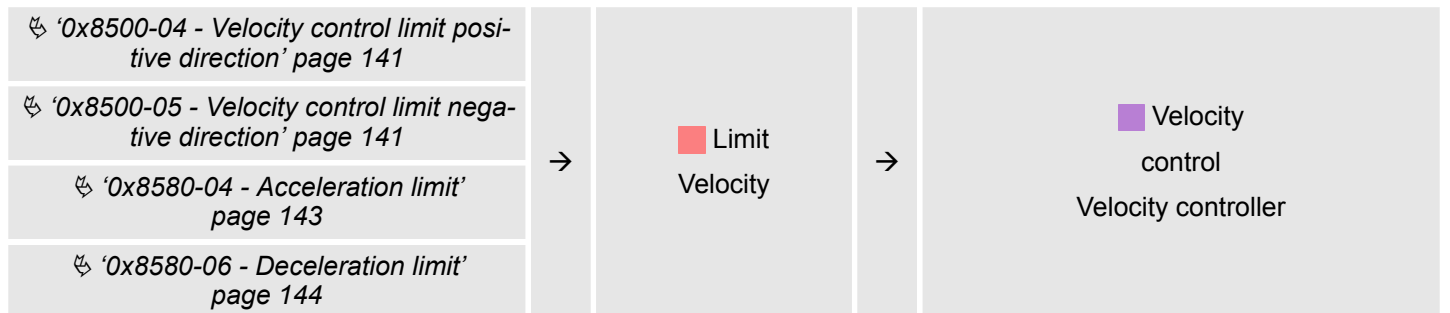 ↳ ‘0x8500-04 - Velocity control limit posi-
tive direction’ page 141
↳ ‘0x8500-05 - Velocity control limit nega-
tive direction’ page 141
↳ ‘0x8580-04 - Acceleration limit’
page 143
↳ ‘0x8580-06 - Deceleration limit’
page 144
→
Limit
Velocity
→
Velocity
control
Velocity controller